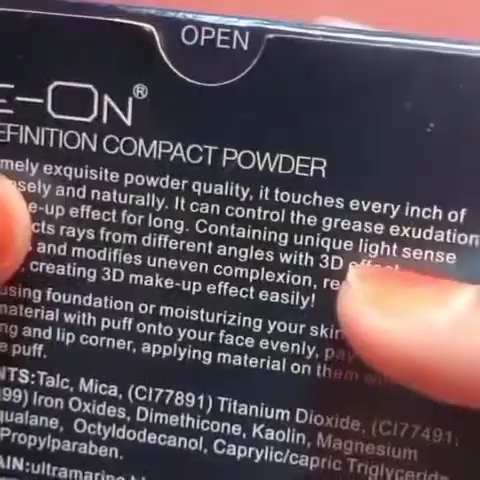 OPEN
E-ON®
EFINITION COMPACT POWDER
mely exquisite powder quality, it touches every inch of
sely and naturally. It can control the grease exudation
e-up effect for long. Containing unique light sense
cts rays from different angles with 3D effect
and modifies uneven complexion, re
, creating 3D make-up effect easily!
using foundation or moisturizing your skin
material with puff onto your face evenly, pay
ng and lip corner, applying material on them
e puff.
NTS:Talc, Mica, (CI77891) Titanium Dioxide, (CI77491,
99) Iron Oxides, Dimethicone, Kaolin, Magnesium
qualane, Octyldodecanol, Caprylic/capric Triglyceride
Propylparaben.
AIN:ultramarine